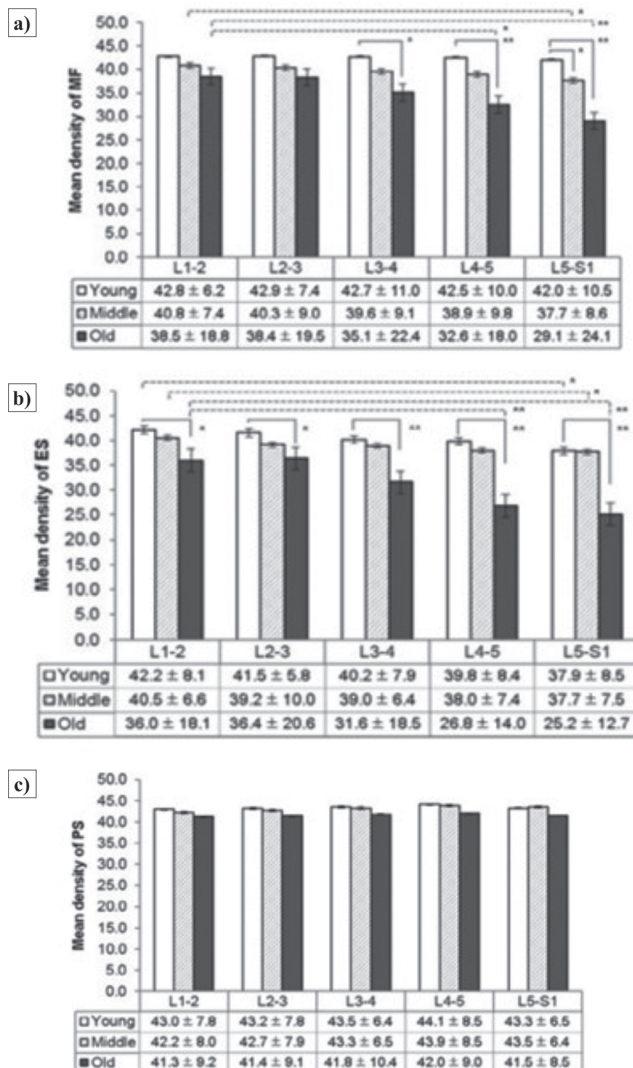 a)
* 
**
*
* ** * **
50.0
45.0
40.0
35.0
30.0
25.0
20.0
15.0
10.0
5.0
0.0
Mean density of MF
L1-2 L2-3 L3-4 L4-5 L5-S1
Young 42.8 ± 6.2 42.9 ± 7.4 42.7 ± 11.0 42.5 ± 10.0 42.0 ± 10.5
Middle 40.8 ± 7.4 40.3 ± 9.0 39.6 ± 9.1 38.9 ± 9.8 37.7 ± 8.6
Old 38.5 ± 18.8 38.4 ± 19.5 35.1 ± 22.4 32.6 ± 18.0 29.1 ± 24.1
b)
*
*
**
**
* * ** ** **
50.0
45.0
40.0
35.0
30.0
25.0
20.0
15.0
10.0
5.0
0.0
Mean density of ES
L1-2 L2-3 L3-4 L4-5 L5-S1
Young 42.2 ± 8.1 41.5 ± 5.8 40.2 ± 7.9 39.8 ± 8.4 37.9 ± 8.5
Middle 40.5 ± 6.6 39.2 ± 10.0 39.0 ± 6.4 38.0 ± 7.4 37.7 ± 7.5
Old 36.0 ± 18.1 36.4 ± 20.6 31.6 ± 18.5 26.8 ± 14.0 25.2 ± 12.7
c)
50.0
45.0
40.0
35.0
30.0
25.0
20.0
15.0
10.0
5.0
0.0
Mean density of PS
L1-2 L2-3 L3-4 L4-5 L5-S1
Young 43.0 ± 7.8 43.2 ± 7.8 43.5 ± 6.4 44.1 ± 8.5 43.3 ± 6.5
Middle 42.2 ± 8.0 42.7 ± 7.9 43.3 ± 6.5 43.9 ± 8.5 43.5 ± 6.4
Old 41.3 ± 9.2 41.4 ± 9.1 41.8 ± 10.4 42.0 ± 9.0 41.5 ± 8.5